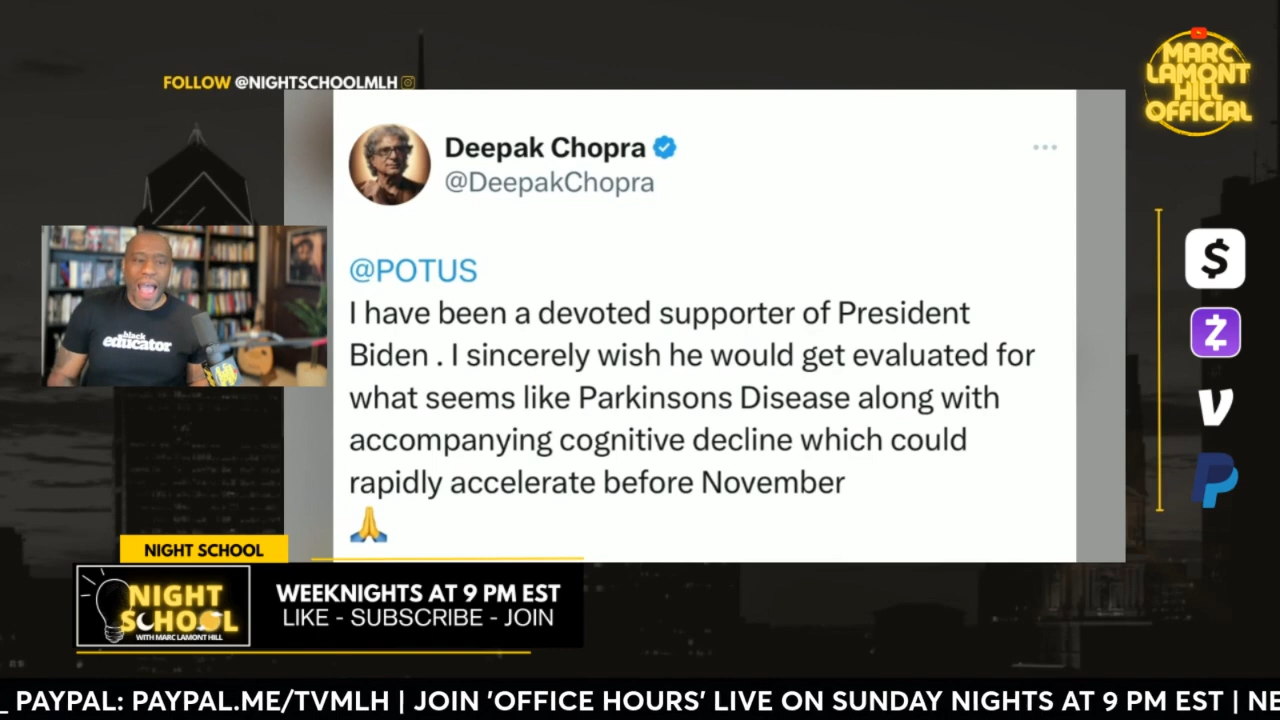 FOLLOW @NIGHTSCHOOLMLH
MARC
LAMONT
HILL
OFFICIAL
Deepak Chopra
@DeepakChopra
@POTUS
I have been a devoted supporter of President
Biden . I sincerely wish he would get evaluated for
what seems like Parkinsons Disease along with
accompanying cognitive decline which could
rapidly accelerate before November
black
educator
NIGHT SCHOOL
NIGHT
SCHOOL
WITH MARC LAMONT HILL
WEEKNIGHTS AT 9 PM EST
LIKE - SUBSCRIBE - JOIN
PAYPAL: PAYPAL.ME/TVMLH | JOIN 'OFFICE HOURS' LIVE ON SUNDAY NIGHTS AT 9 PM EST | NE